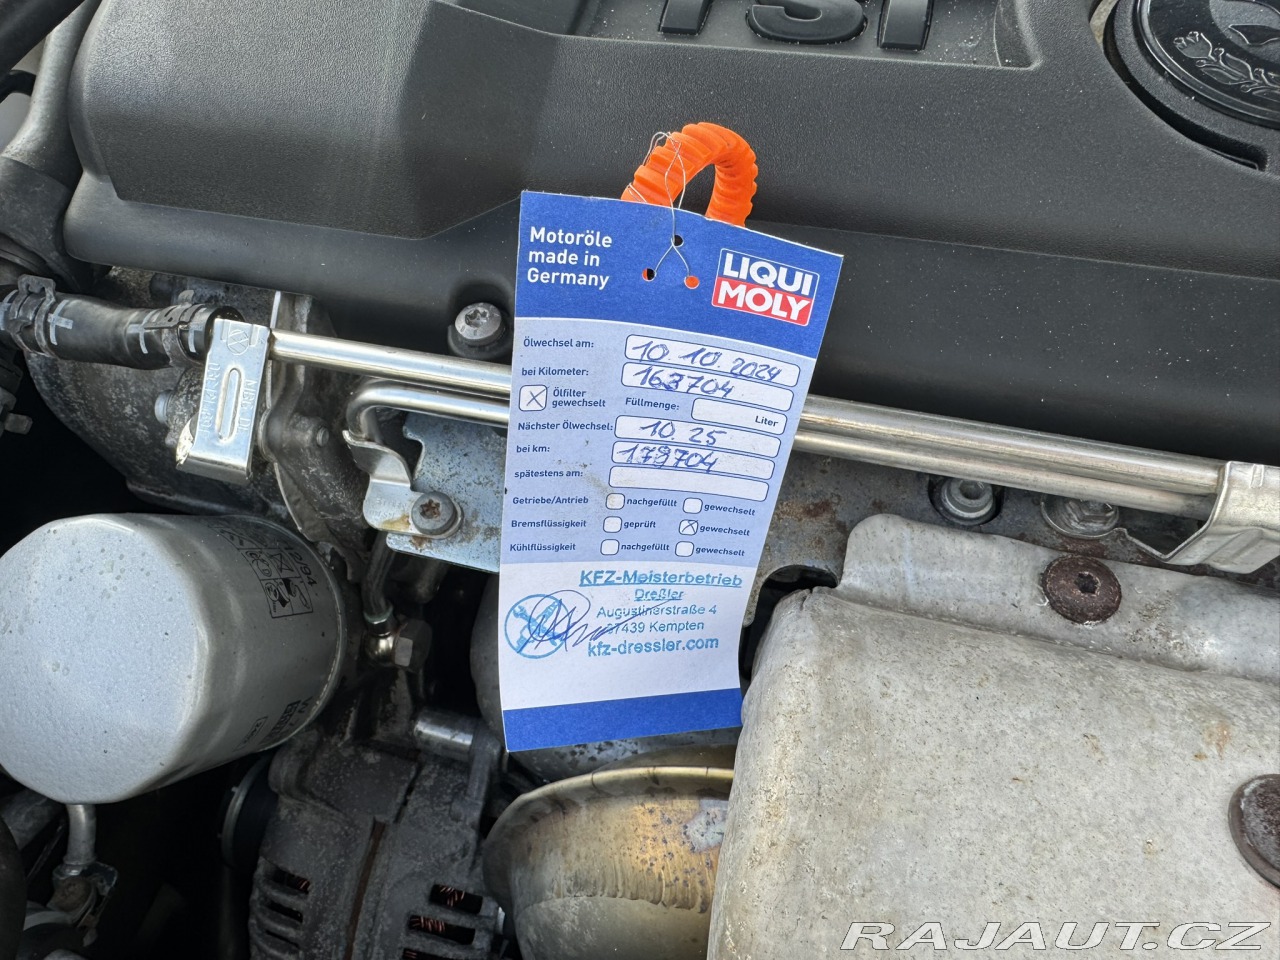 TSI
Motoröle
made in
Germany
LIQUI
MOLY
Ölwechsel am: 10.10.2024
bei Kilometer: 163704
Ölfilter
gewechselt
Füllmenge: Liter
Nächster Ölwechsel: 10.25
bei km: 178704
spätestens am:
Getriebe/Antrieb nachgefüllt gewechselt
Bremsflüssigkeit geprüft gewechselt
Kühlflüssigkeit nachgefüllt gewechselt
KFZ-Meisterbetrieb
Dreßler
Augustinerstraße 4
87439 Kempten
kfz-dressler.com
RAJAUT.CZ